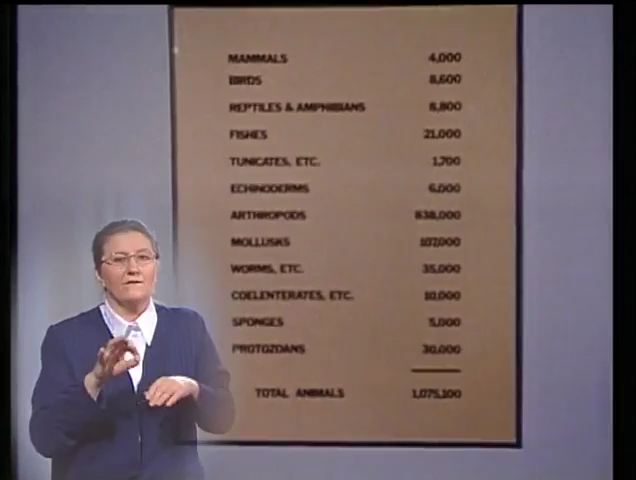 MAMMALS 4,000
BIRDS 8,600
REPTILES & AMPHIBIANS 8,800
FISHES 21,000
TUNICATES, ETC. 1,700
ECHINODERMS 6,000
ARTHROPODS 838,000
MOLLUSKS 107,000
WORMS, ETC. 35,000
COELENTERATES, ETC. 10,000
SPONGES 5,000
PROTOZOANS 30,000
TOTAL ANIMALS 1,075,100